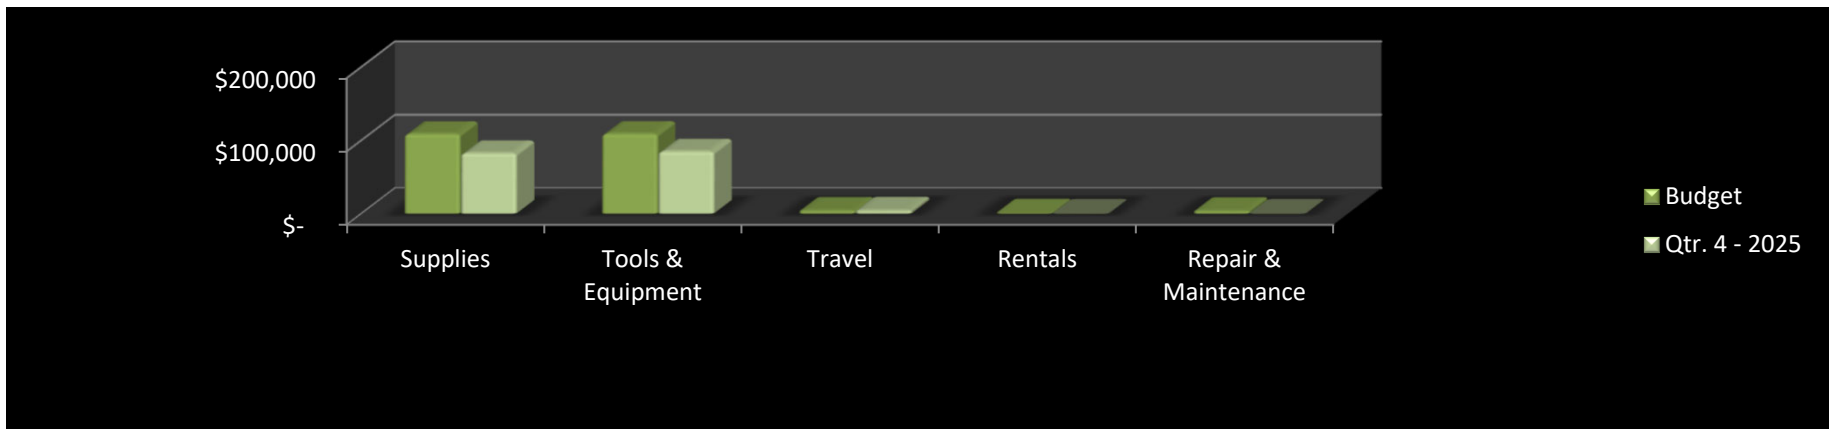 $200,000
$100,000
$-
Supplies
Tools &
Equipment
Travel
Rentals
Repair &
Maintenance
Budget
Qtr. 4 - 2025